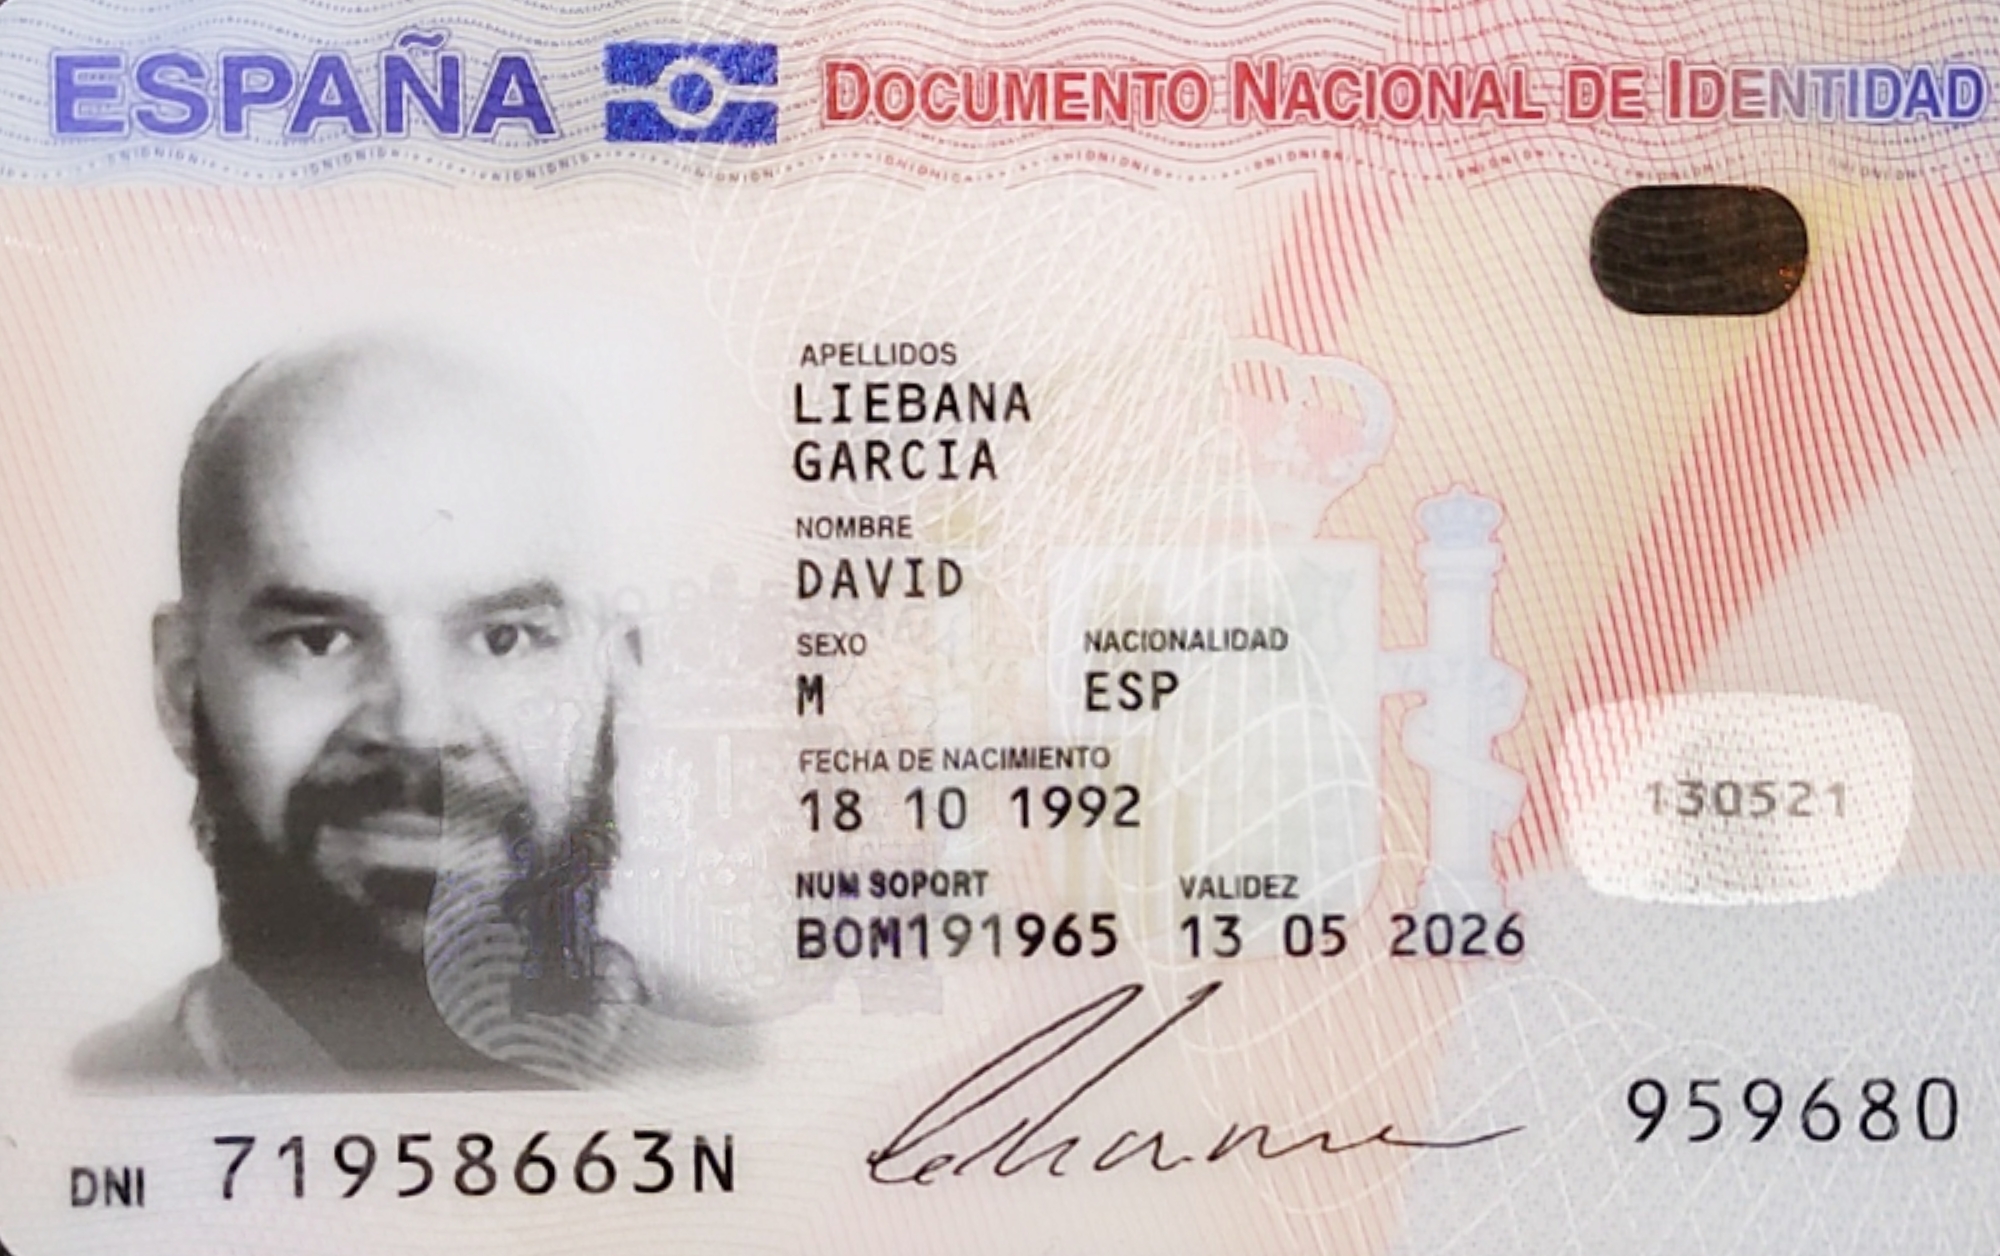 ESPAÑA DOCUMENTO NACIONAL DE IDENTIDAD
APELLIDOS
LIEBANA
GARCIA
NOMBRE
DAVID
SEXO NACIONALIDAD
M ESP
FECHA DE NACIMIENTO
18 10 1992
130521
NUM SOPORT VALIDEZ
BOM191965 13 05 2026
959680
DNI 71958663N